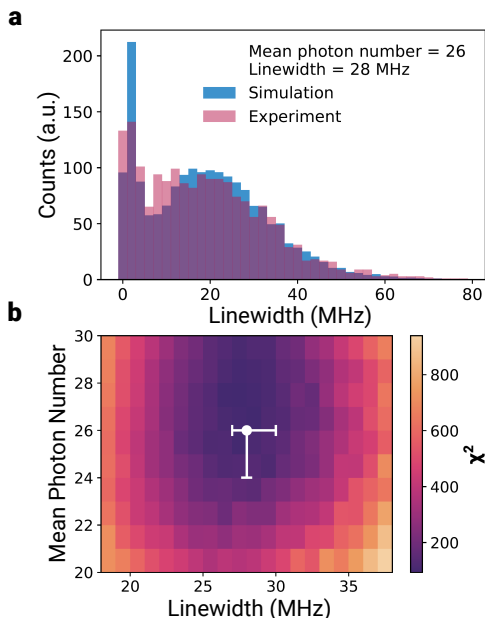 a
Mean photon number = 26
Linewidth = 28 MHz
Simulation
Experiment
Counts (a.u.)
200
150
100
50
0
0 20 40 60 80
Linewidth (MHz)
b
Mean Photon Number
30
28
26
24
22
20
20 25 30 35
Linewidth (MHz)
800
600
400
200
χ²